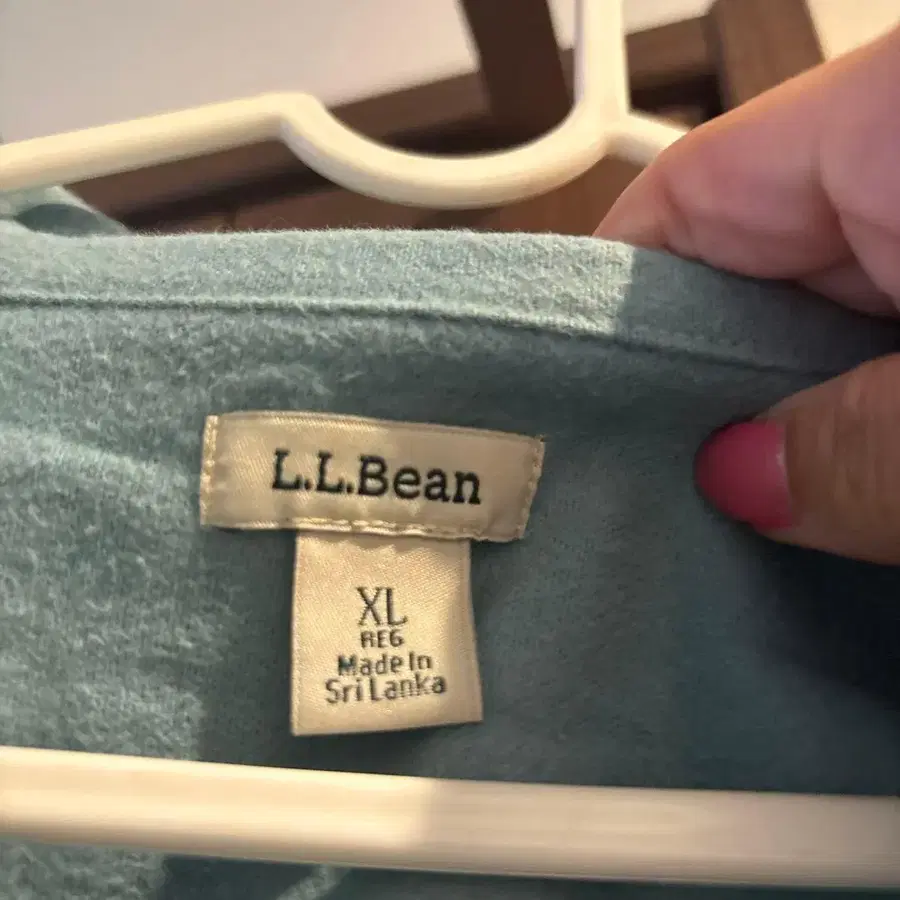 L.L.Bean
XL
REG
Made In
Sri Lanka